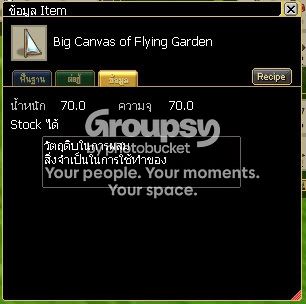 ข้อมูล Item
Big Canvas of Flying Garden
พื้นฐาน ต่อสู้ ข้อมูล Recipe
น้ำหนัก 70.0 ความจุ 70.0
Stock ได้
Groupsy
by photobucket
วัตถุดิบในการผสม
สิ่งจำเป็นในการใช้ทำของ
Your people. Your moments.
Your space.